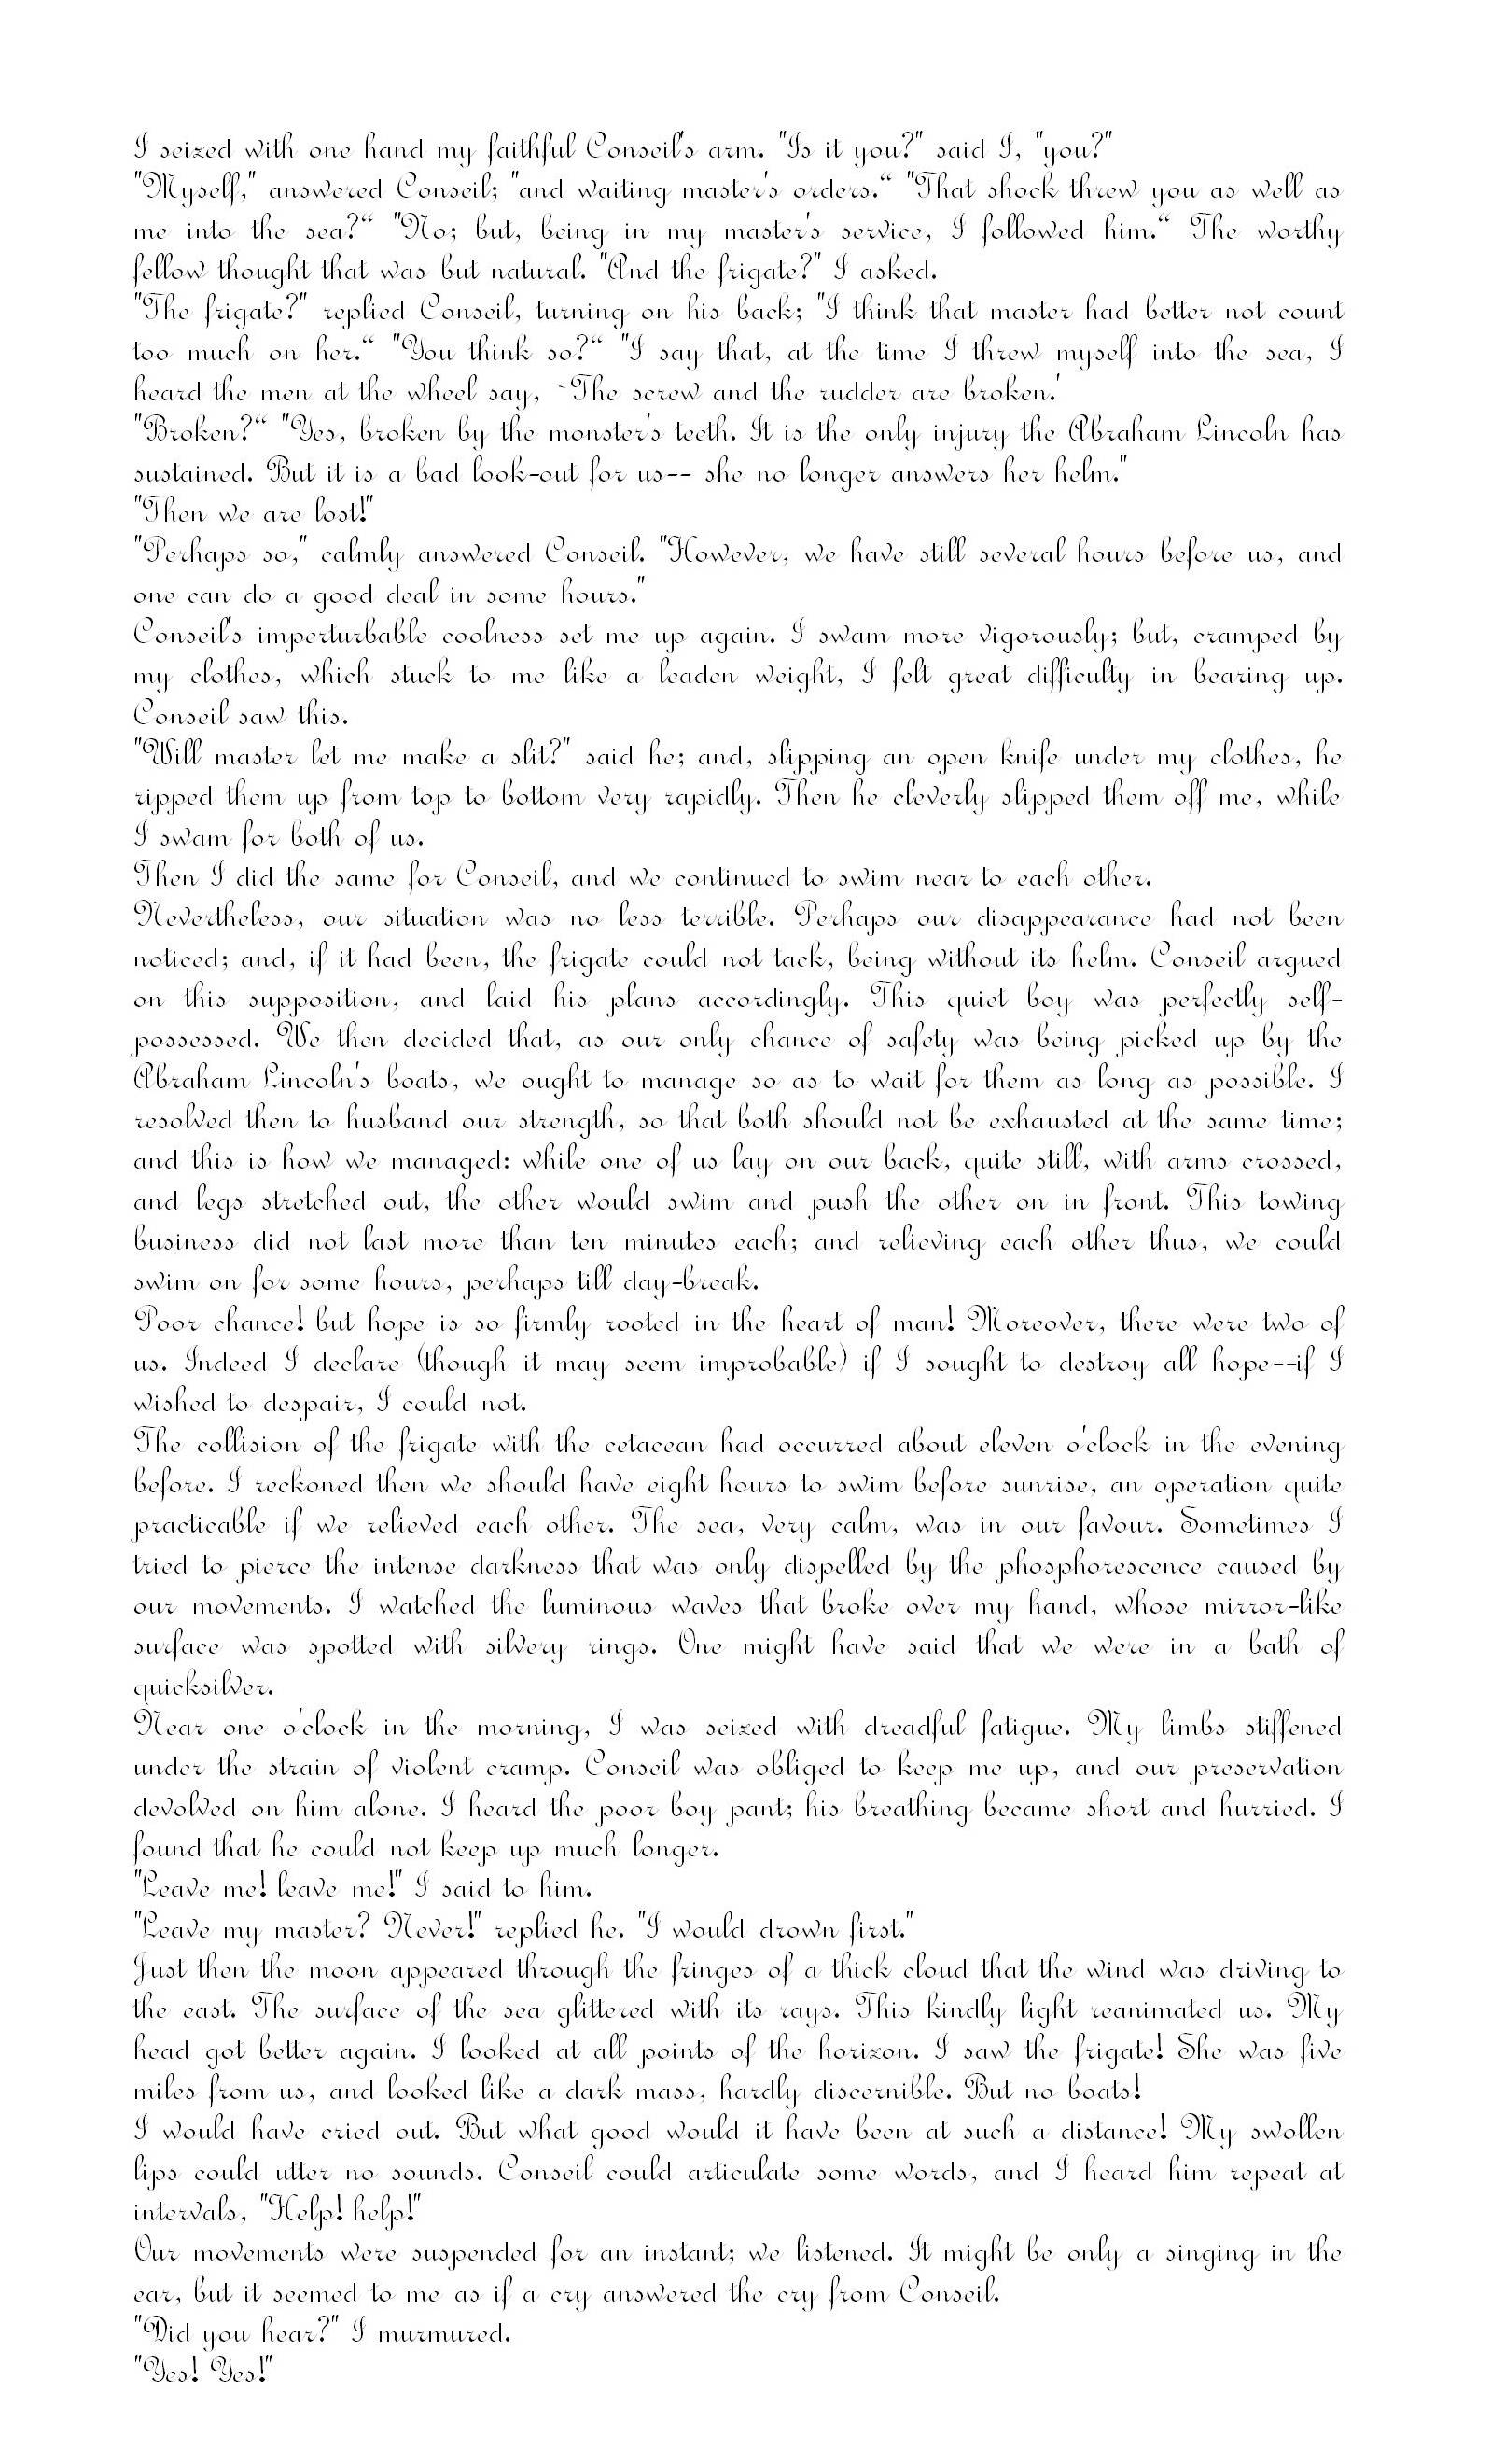 I seized with one hand my faithful Conseil's arm. "Is it you?" said I, "you?"
"Myself," answered Conseil; "and waiting master's orders.“ "That shock threw you as well as
me into the sea?“ "No; but, being in my master's service, I followed him.“ The worthy
fellow thought that was but natural. "And the frigate?" I asked.
"The frigate?" replied Conseil, turning on his back; "I think that master had better not count
too much on her.“ "You think so?“ "I say that, at the time I threw myself into the sea, I
heard the men at the wheel say, `The screw and the rudder are broken.'
"Broken?“ "Yes, broken by the monster's teeth. It is the only injury the Abraham Lincoln has
sustained. But it is a bad look-out for us-- she no longer answers her helm."
"Then we are lost!"
"Perhaps so," calmly answered Conseil. "However, we have still several hours before us, and
one can do a good deal in some hours."
Conseil's imperturbable coolness set me up again. I swam more vigorously; but, cramped by
my clothes, which stuck to me like a leaden weight, I felt great difficulty in bearing up.
Conseil saw this.
"Will master let me make a slit?" said he; and, slipping an open knife under my clothes, he
ripped them up from top to bottom very rapidly. Then he cleverly slipped them off me, while
I swam for both of us.
Then I did the same for Conseil, and we continued to swim near to each other.
Nevertheless, our situation was no less terrible. Perhaps our disappearance had not been
noticed; and, if it had been, the frigate could not tack, being without its helm. Conseil argued
on this supposition, and laid his plans accordingly. This quiet boy was perfectly self-
possessed. We then decided that, as our only chance of safety was being picked up by the
Abraham Lincoln's boats, we ought to manage so as to wait for them as long as possible. I
resolved then to husband our strength, so that both should not be exhausted at the same time;
and this is how we managed: while one of us lay on our back, quite still, with arms crossed,
and legs stretched out, the other would swim and push the other on in front. This towing
business did not last more than ten minutes each; and relieving each other thus, we could
swim on for some hours, perhaps till day-break.
Poor chance! but hope is so firmly rooted in the heart of man! Moreover, there were two of
us. Indeed I declare (though it may seem improbable) if I sought to destroy all hope--if I
wished to despair, I could not.
The collision of the frigate with the cetacean had occurred about eleven o'clock in the evening
before. I reckoned then we should have eight hours to swim before sunrise, an operation quite
practicable if we relieved each other. The sea, very calm, was in our favour. Sometimes I
tried to pierce the intense darkness that was only dispelled by the phosphorescence caused by
our movements. I watched the luminous waves that broke over my hand, whose mirror-like
surface was spotted with silvery rings. One might have said that we were in a bath of
quicksilver.
Near one o'clock in the morning, I was seized with dreadful fatigue. My limbs stiffened
under the strain of violent cramp. Conseil was obliged to keep me up, and our preservation
devolved on him alone. I heard the poor boy pant; his breathing became short and hurried. I
found that he could not keep up much longer.
"Leave me! leave me!" I said to him.
"Leave my master? Never!" replied he. "I would drown first."
Just then the moon appeared through the fringes of a thick cloud that the wind was driving to
the east. The surface of the sea glittered with its rays. This kindly light reanimated us. My
head got better again. I looked at all points of the horizon. I saw the frigate! She was five
miles from us, and looked like a dark mass, hardly discernible. But no boats!
I would have cried out. But what good would it have been at such a distance! My swollen
lips could utter no sounds. Conseil could articulate some words, and I heard him repeat at
intervals, "Help! help!"
Our movements were suspended for an instant; we listened. It might be only a singing in the
ear, but it seemed to me as if a cry answered the cry from Conseil.
"Did you hear?" I murmured.
"Yes! Yes!"